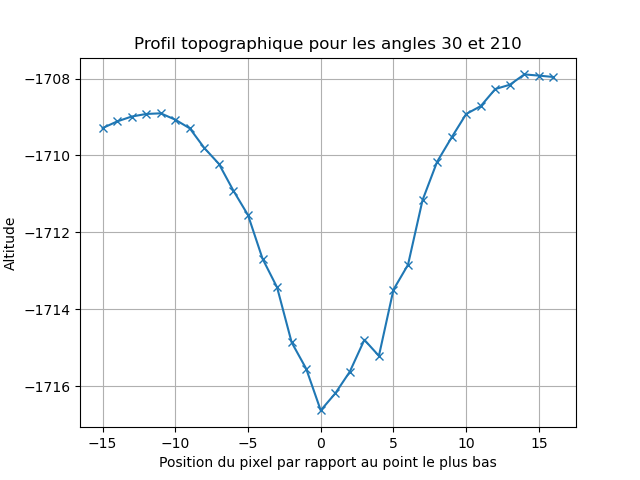 Profil topographique pour les angles 30 et 210
Altitude
−1708
−1710
−1712
−1714
−1716
−15 −10 −5 0 5 10 15
Position du pixel par rapport au point le plus bas